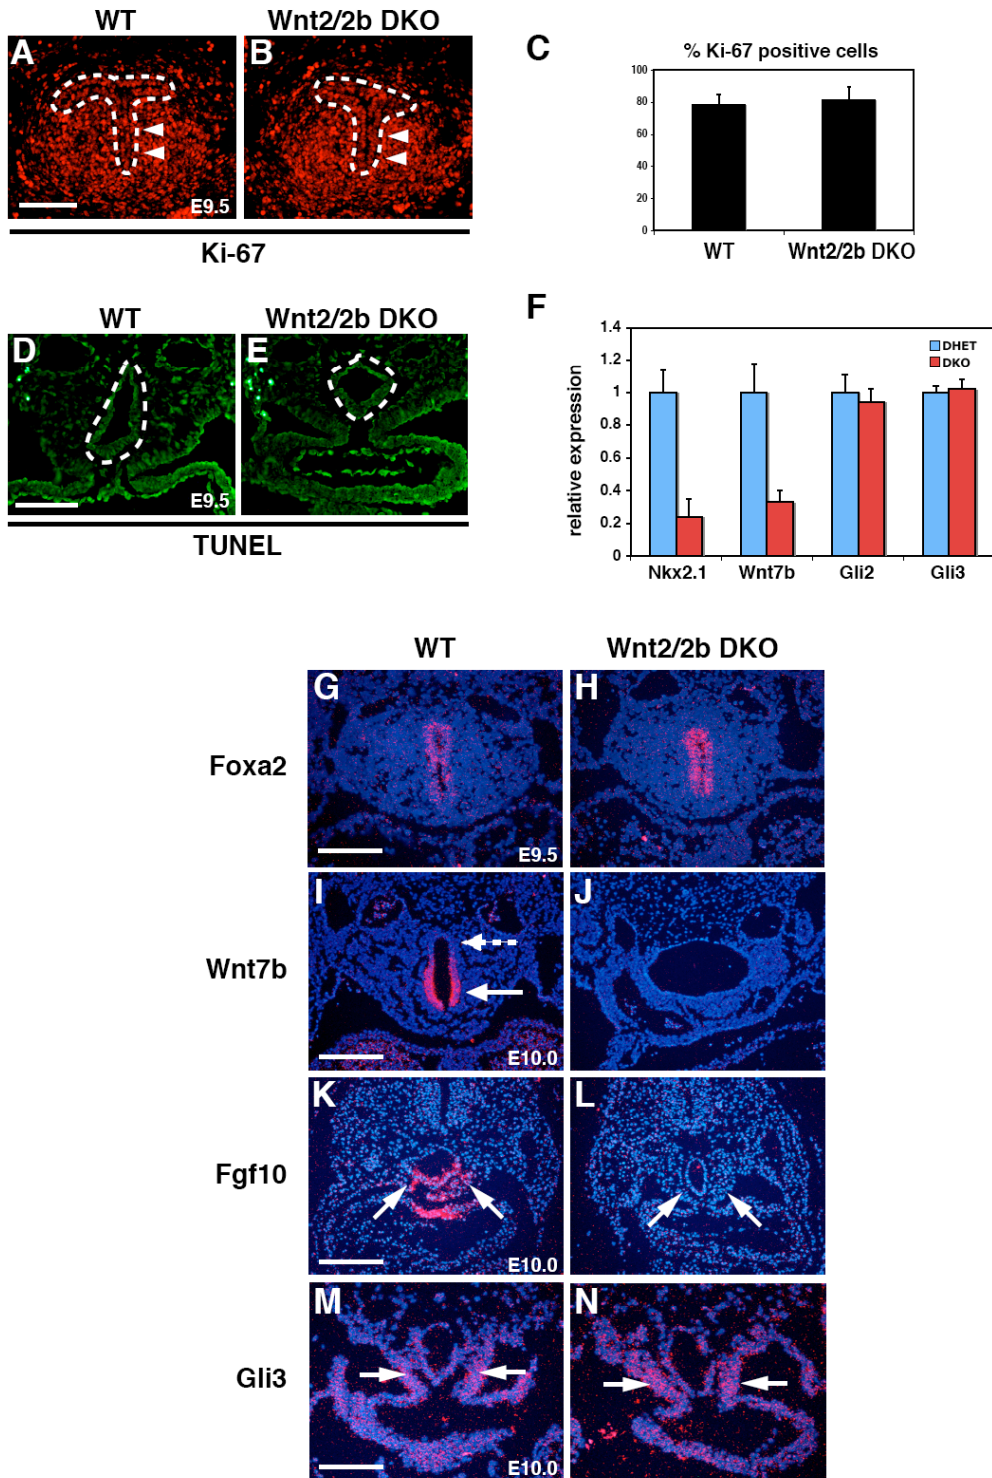 WT
Wnt2/2b DKO
A
B
E9.5
Ki-67
C
% Ki-67 positive cells
100
80
60
40
20
0
WT
Wnt2/2b DKO
WT
Wnt2/2b DKO
D
E
E9.5
TUNEL
F
relative expression
1.4
1.2
1
0.8
0.6
0.4
0.2
0
DHET
DKO
Nkx2.1
Wnt7b
Gli2
Gli3
WT
Wnt2/2b DKO
Foxa2
G
E9.5
H
Wnt7b
I
E10.0
J
Fgf10
K
E10.0
L
Gli3
M
E10.0
N